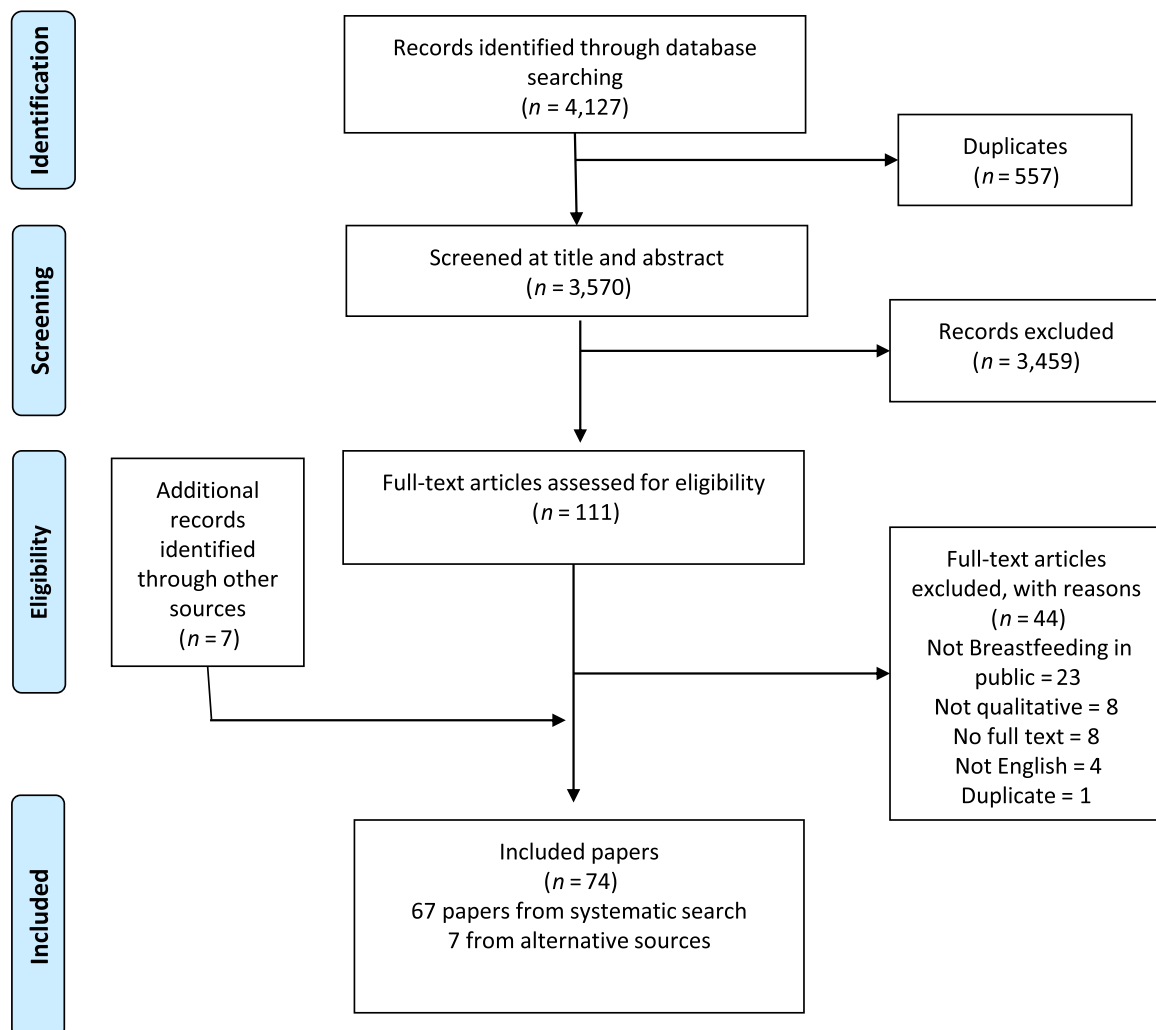 Identification
Records identified through database
searching
(n = 4,127)
Duplicates
(n = 557)
Screening
Screened at title and abstract
(n = 3,570)
Records excluded
(n = 3,459)
Eligibility
Full-text articles assessed for eligibility
(n = 111)
Additional
records
identified
through other
sources
(n = 7)
Full-text articles
excluded, with reasons
(n = 44)
Not Breastfeeding in
public = 23
Not qualitative = 8
No full text = 8
Not English = 4
Duplicate = 1
Included
Included papers
(n = 74)
67 papers from systematic search
7 from alternative sources